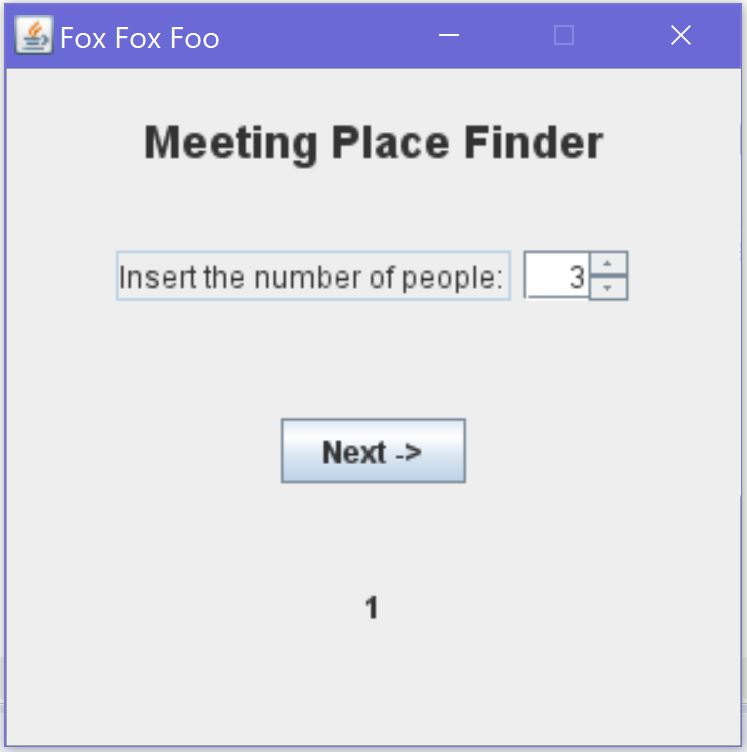 Fox Fox Foo
Meeting Place Finder
Insert the number of people: 3
Next ->
1